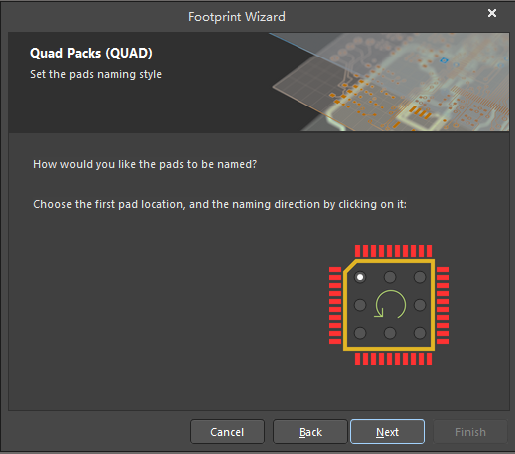 Footprint Wizard
Quad Packs (QUAD)
Set the pads naming style
How would you like the pads to be named?
Choose the first pad location, and the naming direction by clicking on it:
Cancel
Back
Next
Finish